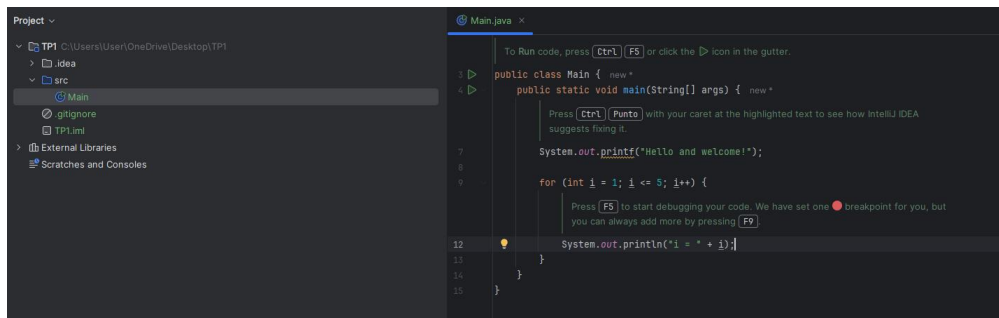 Project
TP1 C:\Users\User\OneDrive\Desktop\TP1
.idea
src
Main
.gitignore
TP1.iml
External Libraries
Scratches and Consoles
Main.java
To Run code, press Ctrl F5 or click the icon in the gutter.
3 public class Main { new *
4 public static void main(String[] args) { new *
Press Ctrl Punto with your caret at the highlighted text to see how IntelliJ IDEA
suggests fixing it.
7 System.out.printf("Hello and welcome!");
8
9 for (int i = 1; i <= 5; i++) {
Press F5 to start debugging your code. We have set one breakpoint for you, but
you can always add more by pressing F9.
12 System.out.println("i = " + i);
13 }
14 }
15 }